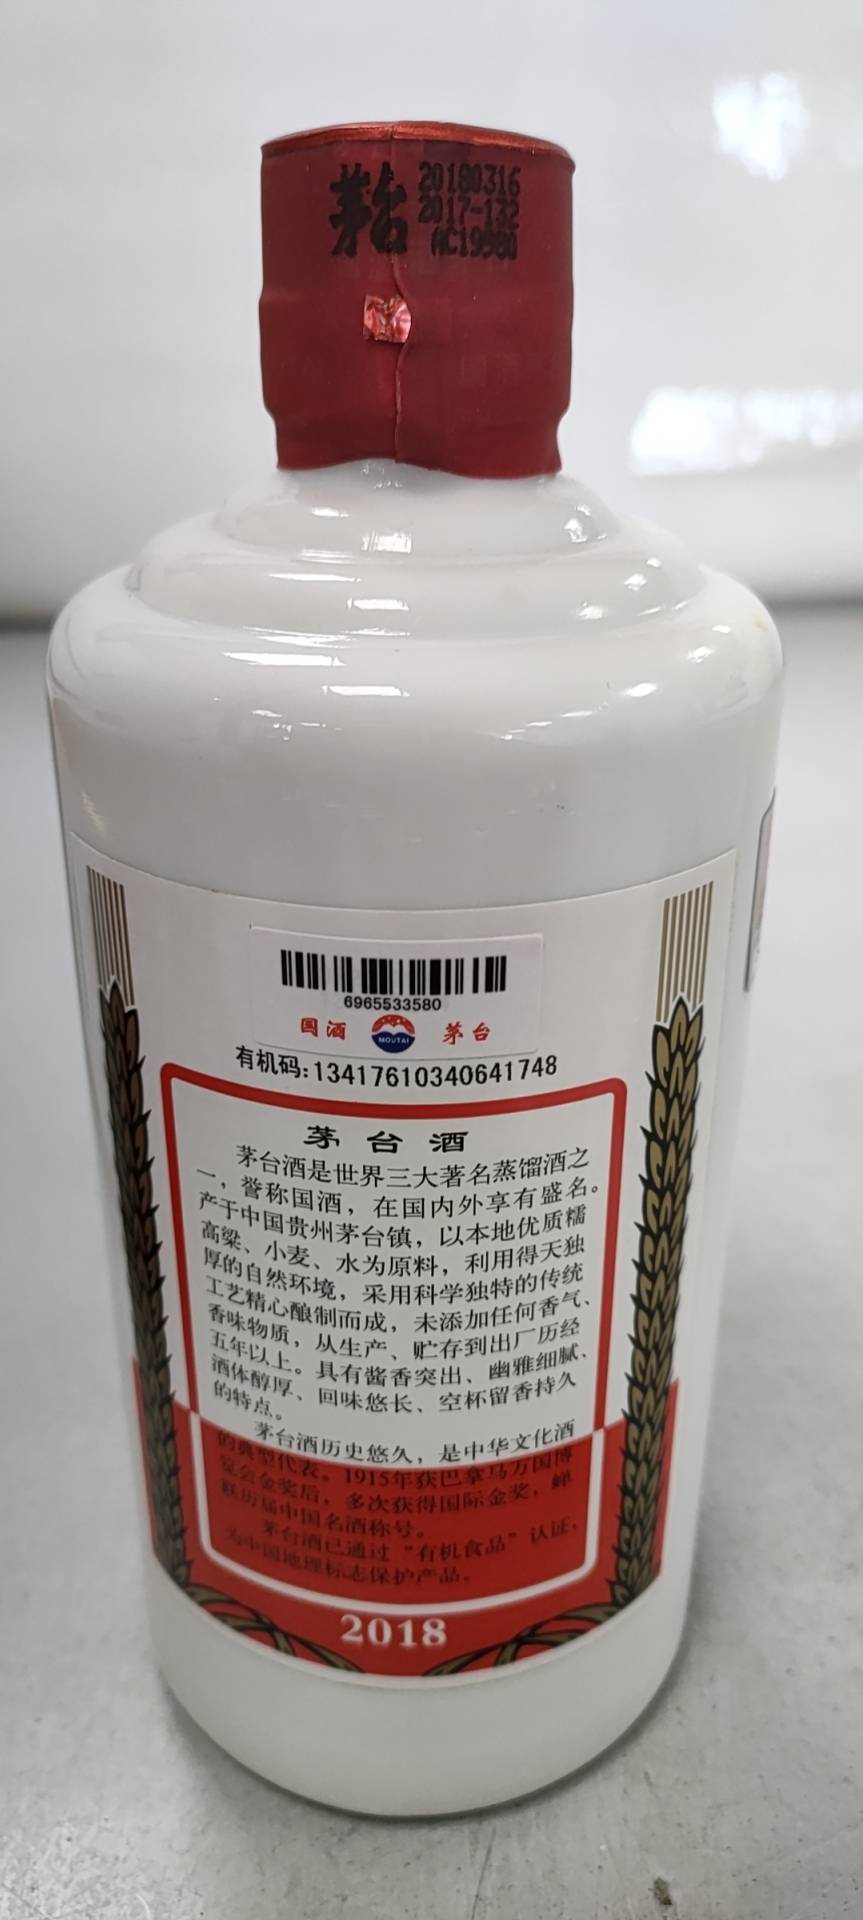 茅台
20180316
2017-132
AC19980
6965533580
国酒 MOUTAI 茅台
有机码:13417610340641748
茅台酒
茅台酒是世界三大著名蒸馏酒之
一，誉称国酒，在国内外享有盛名。
产于中国贵州茅台镇，以本地优质糯
高粱、小麦、水为原料，利用得天独
厚的自然环境，采用科学独特的传统
工艺精心酿制而成，未添加任何香气、
香味物质，从生产、贮存到出厂历经
五年以上。具有酱香突出、幽雅细腻、
酒体醇厚、回味悠长、空杯留香持久
的特点。
茅台酒历史悠久，是中华文化酒
的典型代表。1915年获巴拿马万国博
览会金奖后，多次获得国际金奖，蝉
联历届中国名酒称号。
茅台酒已通过“有机食品”认证，
为中国地理标志保护产品。
2018